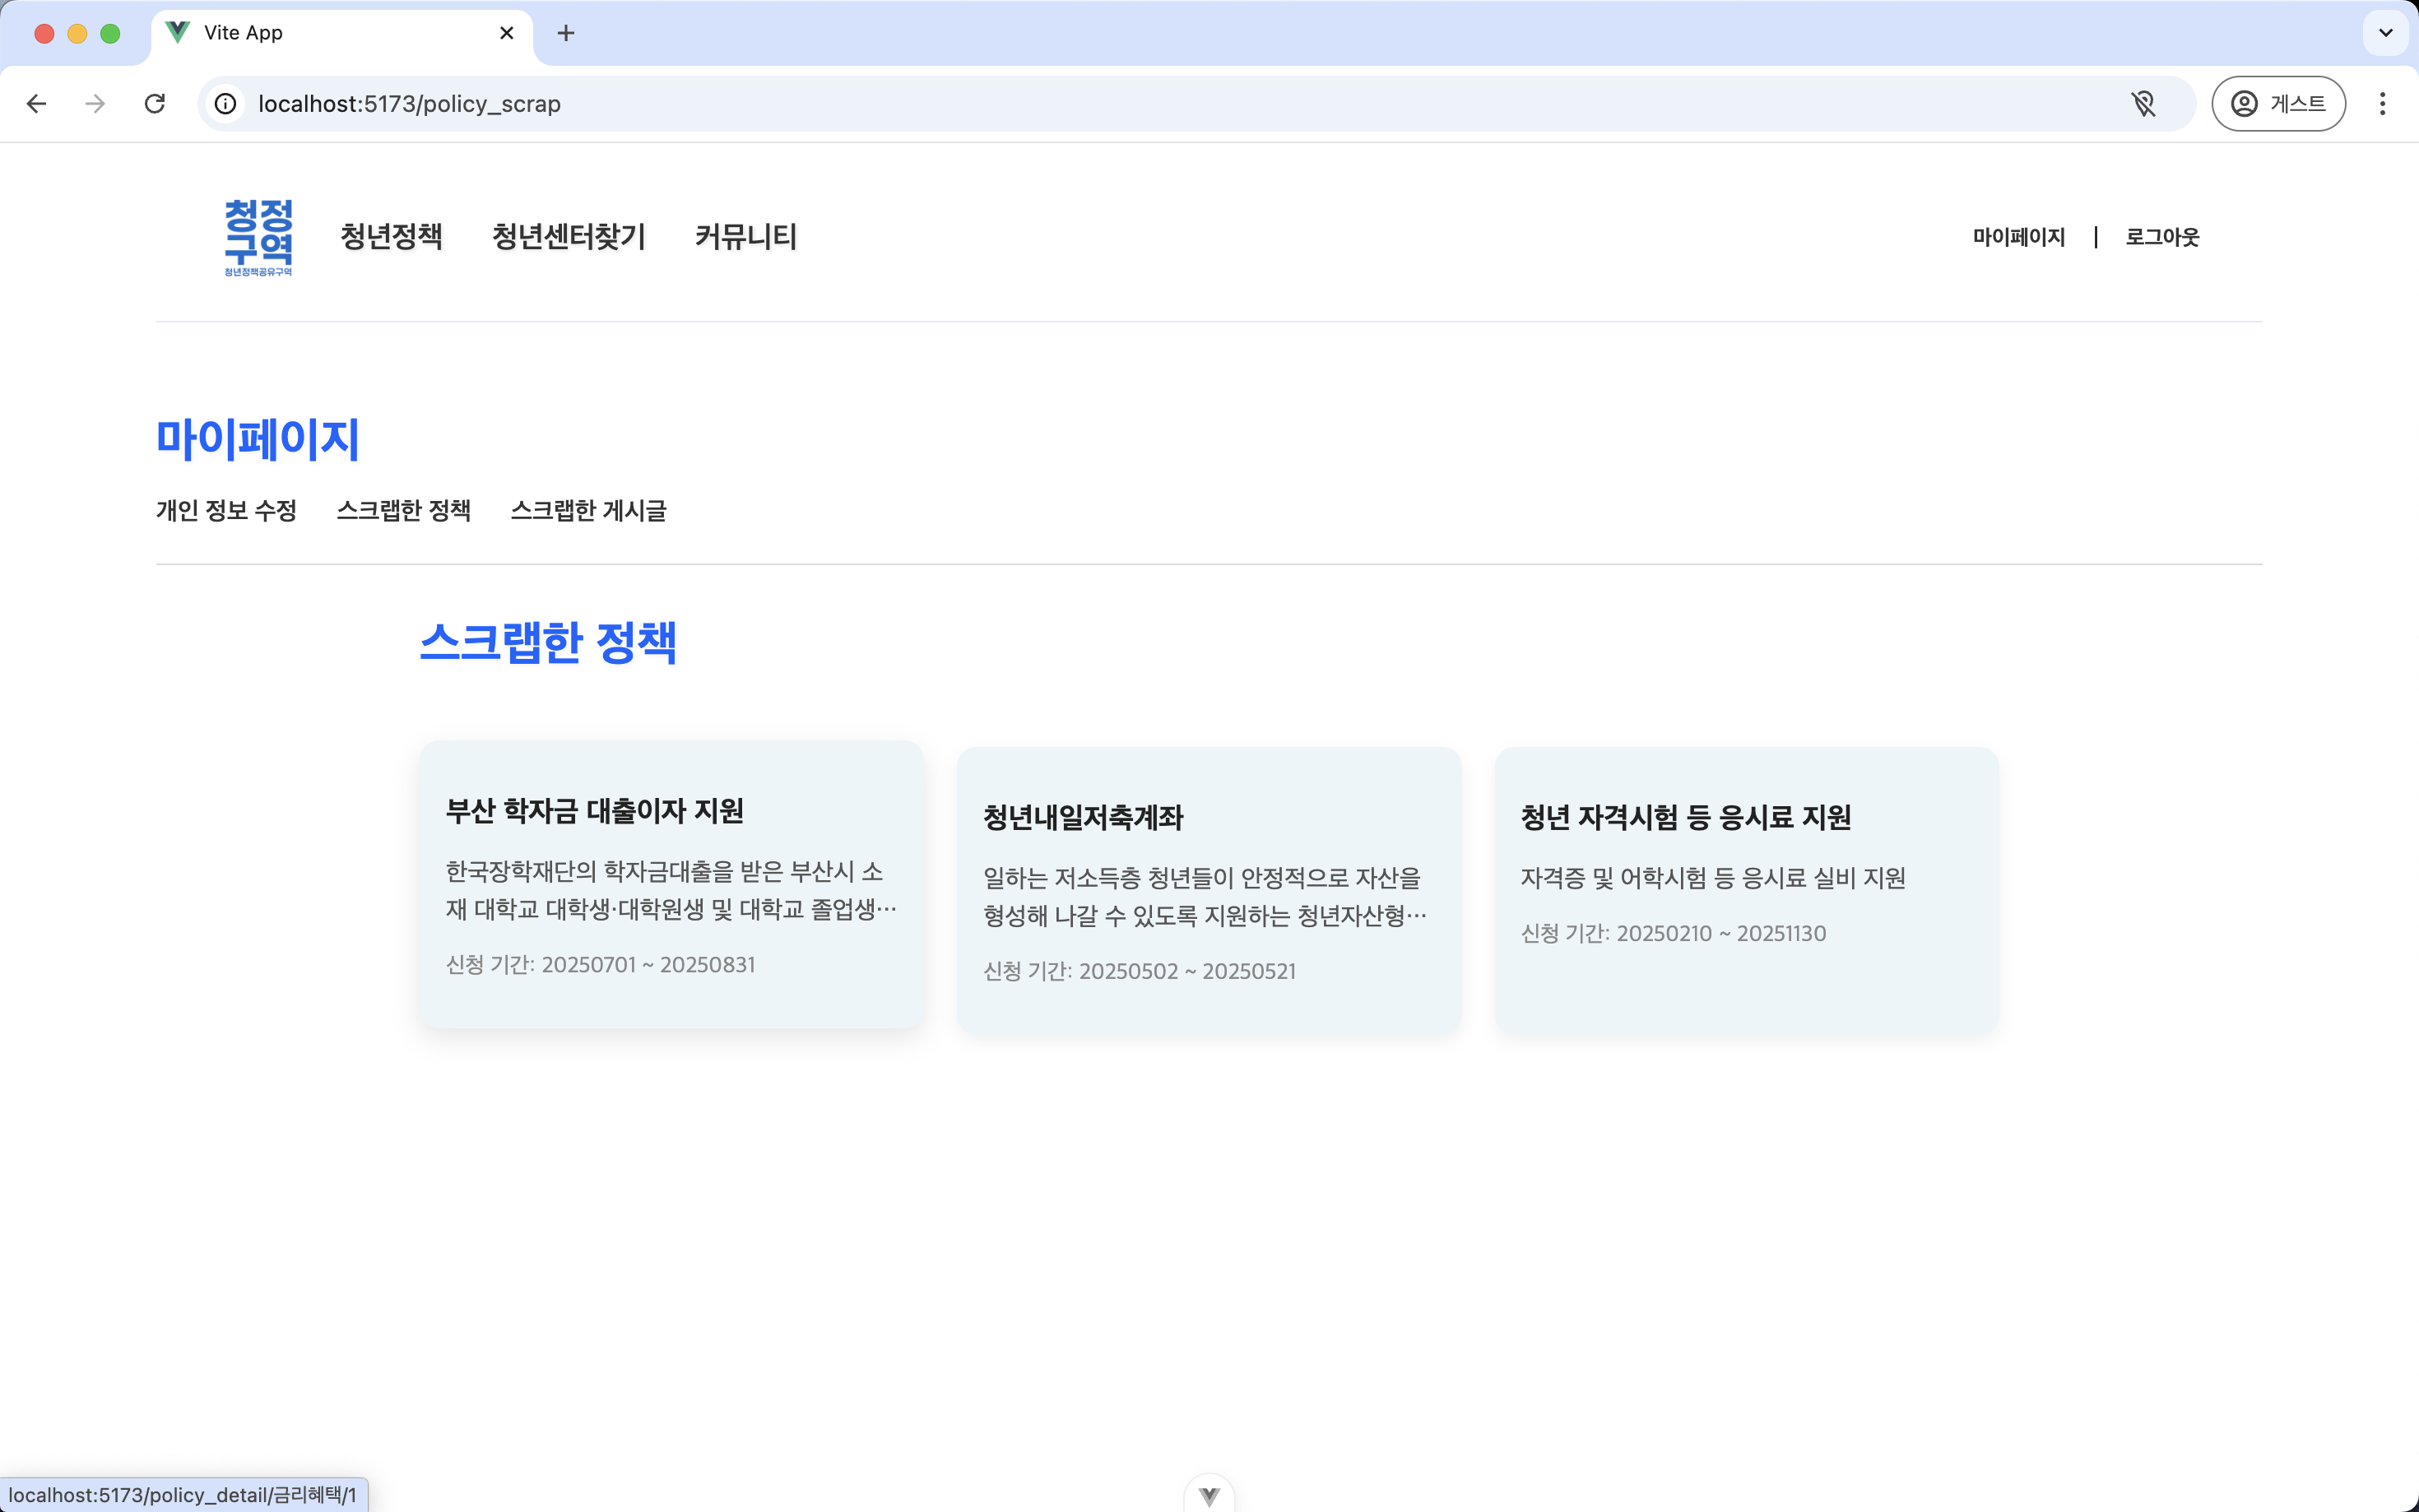 Vite App
localhost:5173/policy_scrap
게스트
청정
구역
청년정책공유구역
청년정책 청년센터찾기 커뮤니티
마이페이지 | 로그아웃
마이페이지
개인 정보 수정 스크랩한 정책 스크랩한 게시글
스크랩한 정책
부산 학자금 대출이자 지원
한국장학재단의 학자금대출을 받은 부산시 소
재 대학교 대학생·대학원생 및 대학교 졸업생…
신청 기간: 20250701 ~ 20250831
청년내일저축계좌
일하는 저소득층 청년들이 안정적으로 자산을
형성해 나갈 수 있도록 지원하는 청년자산형…
신청 기간: 20250502 ~ 20250521
청년 자격시험 등 응시료 지원
자격증 및 어학시험 등 응시료 실비 지원
신청 기간: 20250210 ~ 20251130
localhost:5173/policy_detail/금리혜택/1